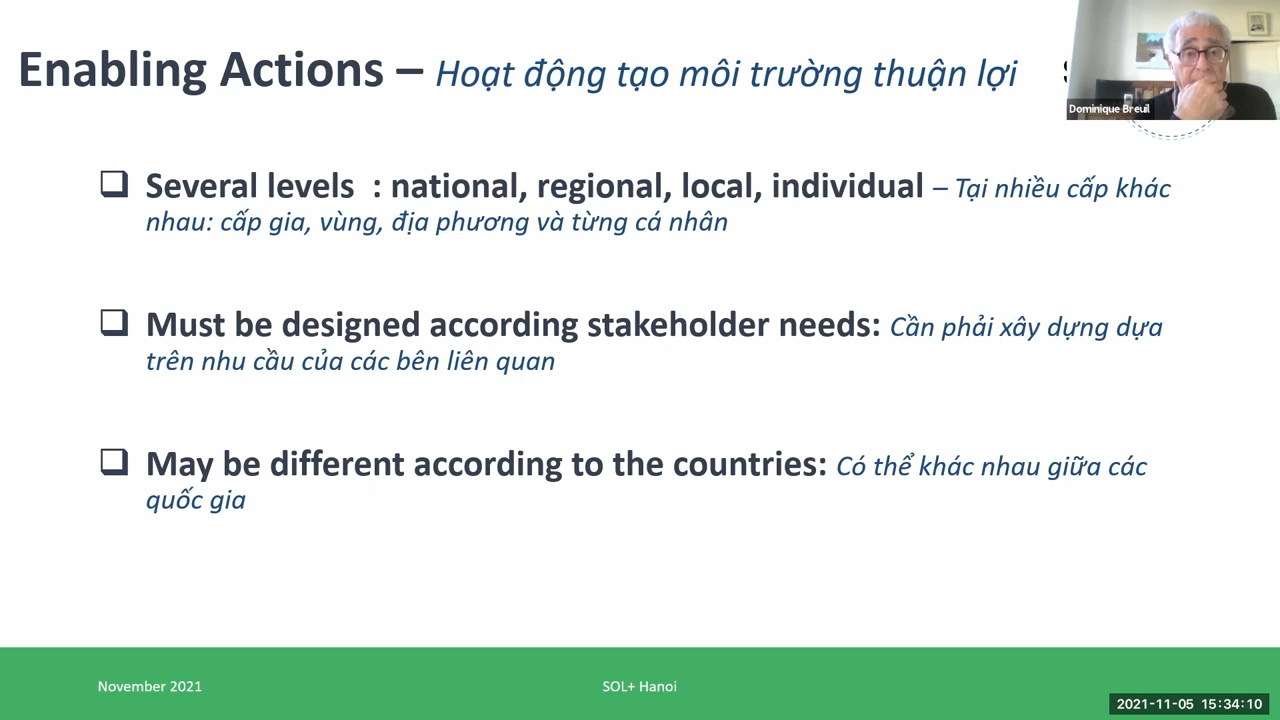 Enabling Actions – Hoạt động tạo môi trường thuận lợi
Dominique Breuil
Several levels : national, regional, local, individual – Tại nhiều cấp khác
nhau: cấp gia, vùng, địa phương và từng cá nhân
Must be designed according stakeholder needs: Cần phải xây dựng dựa
trên nhu cầu của các bên liên quan
May be different according to the countries: Có thể khác nhau giữa các
quốc gia
November 2021
SOL+ Hanoi
2021-11-05 15:34:10